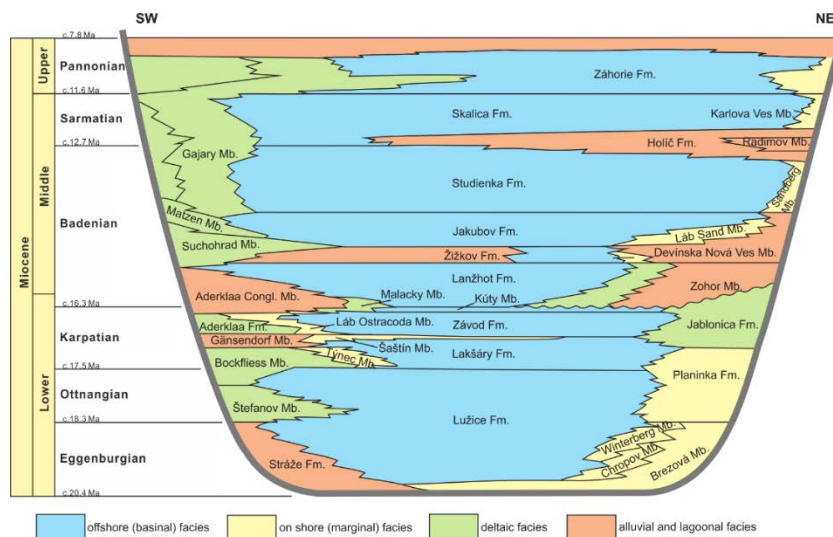 SW
NE
Miocene
Upper
Middle
Lower
c.7.8 Ma
Pannonian
c.11.6 Ma
Sarmatian
c.12.7 Ma
Badenian
c.16.3 Ma
Karpatian
c.17.5 Ma
Ottnangian
c.18.3 Ma
Eggenburgian
c.20.4 Ma
Záhorie Fm.
Skalica Fm.
Karlova Ves Mb.
Holíč Fm.
Radimov Mb.
Gajary Mb.
Studienka Fm.
Sandberg Mb.
Matzen Mb.
Jakubov Fm.
Láb Sand Mb.
Suchohrad Mb.
Žižkov Fm.
Devínska Nová Ves Mb.
Lanžhot Fm.
Zohor Mb.
Aderklaa Congl. Mb.
Malacky Mb.
Kúty Mb.
Láb Ostracoda Mb.
Závod Fm.
Jablonica Fm.
Aderklaa Fm.
Gänsendorf Mb.
Šaštín Mb.
Týnec Mb.
Lakšáry Fm.
Bockfliess Mb.
Planinka Fm.
Štefanov Mb.
Lužice Fm.
Winterberg Mb.
Chropov Mb.
Brezová Mb.
Stráže Fm.
offshore (basinal) facies
on shore (marginal) facies
deltaic facies
alluvial and lagoonal facies